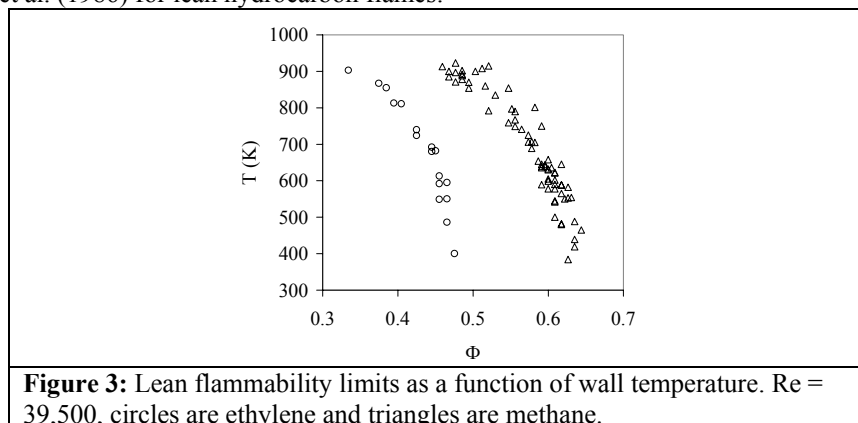 et al. (1986) for lean hydrocarbon flames.
1000
900
800
700
600
500
400
300
T (K)
0.3 0.4 0.5 0.6 0.7
Φ
Figure 3: Lean flammability limits as a function of wall temperature. Re =
39,500, circles are ethylene and triangles are methane.